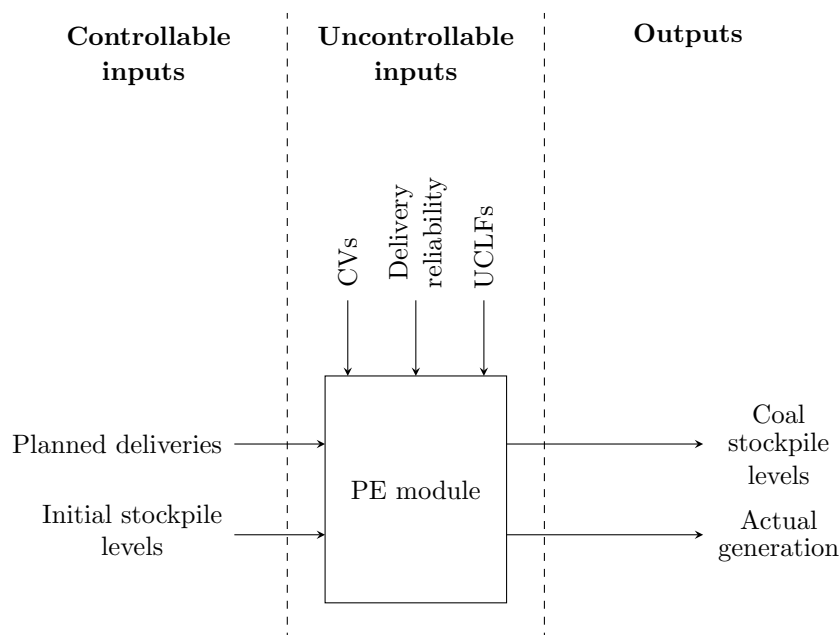 Controllable
inputs
Uncontrollable
inputs
Outputs
CVs
Delivery
reliability
UCLFs
Planned deliveries
Initial stockpile
levels
PE module
Coal
stockpile
levels
Actual
generation